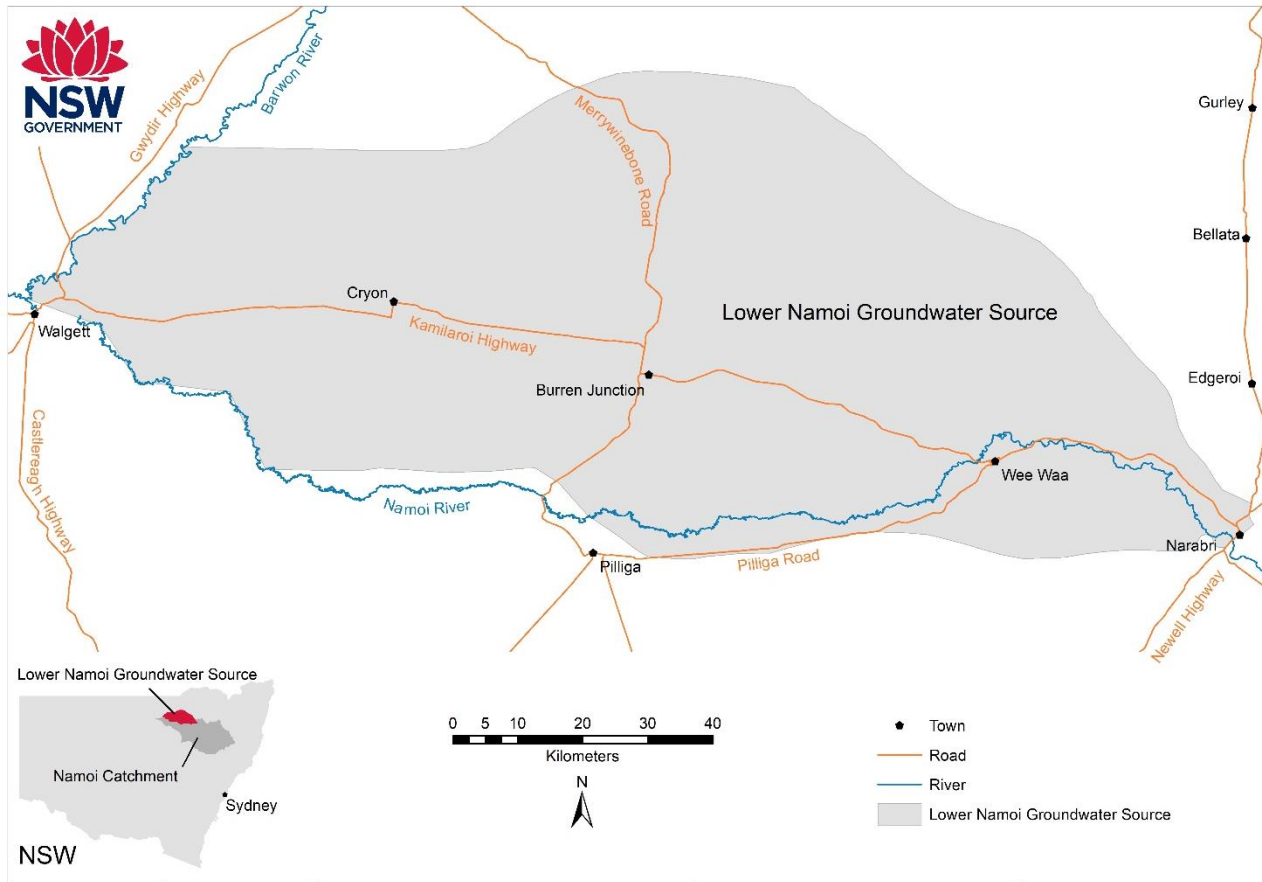 NSW
GOVERNMENT
Gwydir Highway
Barwon River
Merrywinebone Road
Gurley
Bellata
Cryon
Lower Namoi Groundwater Source
Walgett
Kamilaroi Highway
Burren Junction
Edgeroi
Castlereagh Highway
Wee Waa
Namoi River
Narabri
Pilliga
Pilliga Road
Newell Highway
Lower Namoi Groundwater Source
Namoi Catchment
Sydney
NSW
0 5 10 20 30 40
Kilometers
N
Town
Road
River
Lower Namoi Groundwater Source